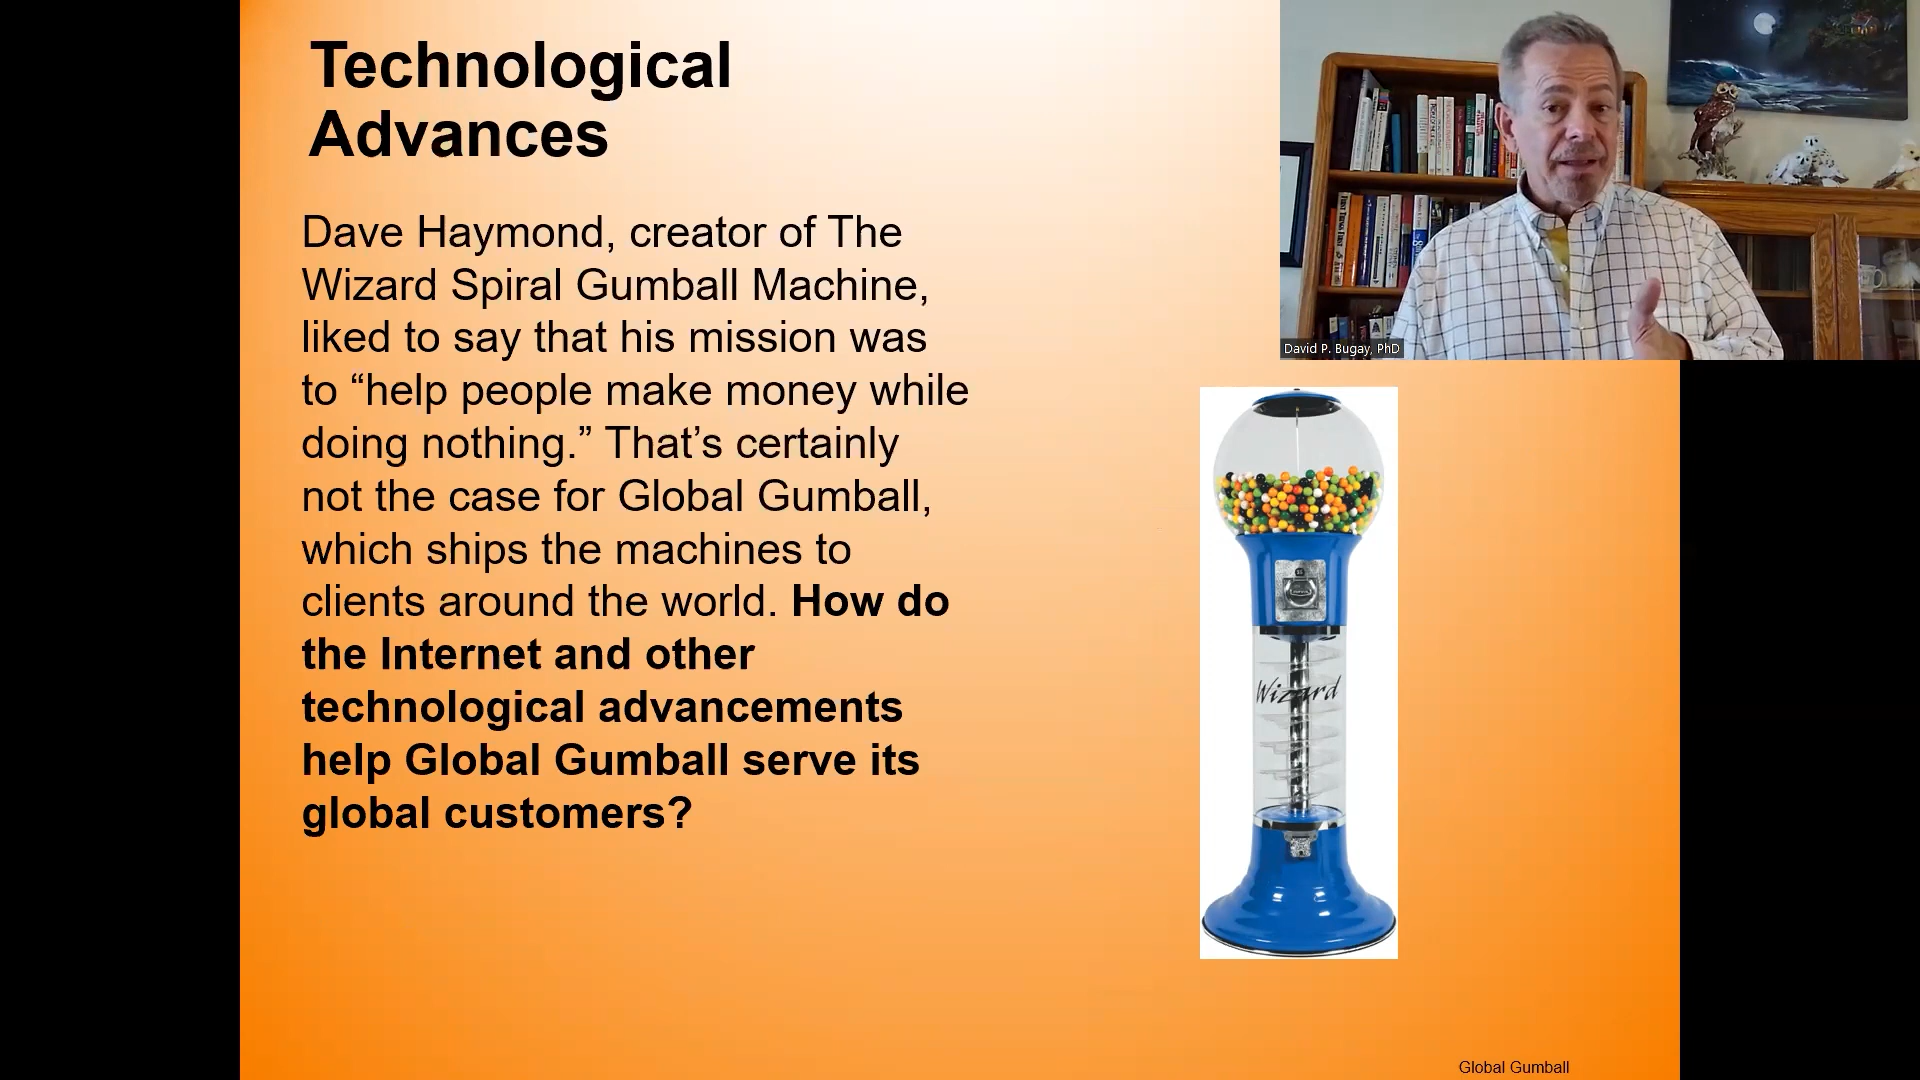 Technological
Advances
Dave Haymond, creator of The
Wizard Spiral Gumball Machine,
liked to say that his mission was
to “help people make money while
doing nothing.” That’s certainly
not the case for Global Gumball,
which ships the machines to
clients around the world. How do
the Internet and other
technological advancements
help Global Gumball serve its
global customers?
David P. Bugay, PhD
Wizard
Global Gumball